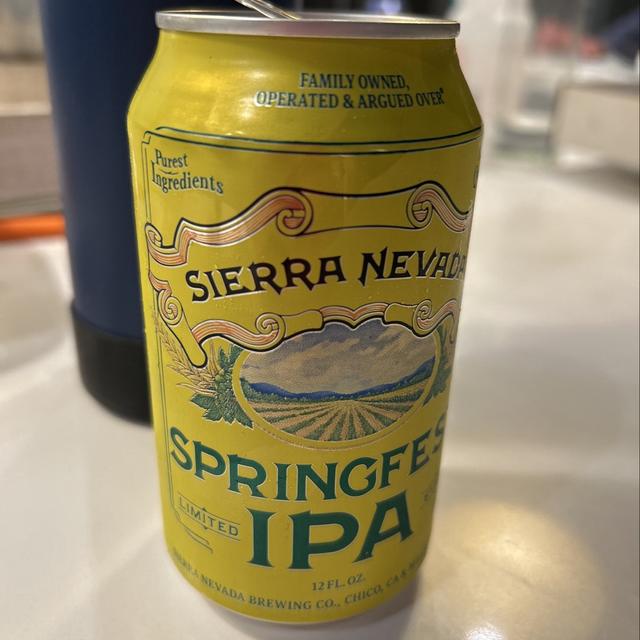 FAMILY OWNED,
OPERATED & ARGUED OVER
Purest
Ingredients
SIERRA NEVADA
SPRINGFES
LIMITED
IPA
12 FL. OZ.
SIERRA NEVADA BREWING CO., CHICO, CA &